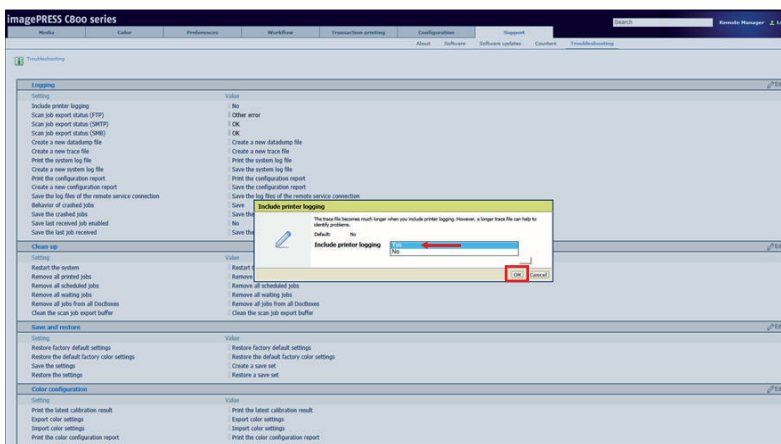 imagePRESS C800 series
Search
Remote Manager
Media Color Preferences Workflow Transaction printing Configuration Support
About Software Software updates Counters Troubleshooting
Troubleshooting
Logging
Setting Value
Include printer logging No
Scan job export status (FTP) Other error
Scan job export status (SMTP) OK
Scan job export status (SMB) OK
Create a new datadump file Create a new datadump file
Create a new trace file Create a new trace file
Print the system log file Print the system log file
Create a new system log file Save the system log file
Print the configuration report Print the configuration report
Create a new configuration report Save the configuration report
Save the log files of the remote service connection Save the log files of the remote service connection
Behavior of crashed jobs Save
Save the crashed jobs Save the
Save last received job enabled No
Save the last job received Save the
Include printer logging
The trace file becomes much longer when you include printer logging. However, a longer trace file can help to
identify problems.
Default: No
Include printer logging Yes
No
OK Cancel
Clean up
Setting Value
Restart the system Restart t
Remove all printed jobs Remove
Remove all scheduled jobs Remove all scheduled jobs
Remove all waiting jobs Remove all waiting jobs
Remove all jobs from all DocBoxes Remove all jobs from all DocBoxes
Clean the scan job export buffer Clean the scan job export buffer
Save and restore
Setting Value
Restore factory default settings Restore factory default settings
Restore the default factory color settings Restore the default factory color settings
Save the settings Create a save set
Restore the settings Restore a save set
Color configuration
Setting Value
Print the latest calibration result Print the latest calibration result
Export color settings Export color settings
Import color settings Import color settings
Print the color configuration report Print the color configuration report